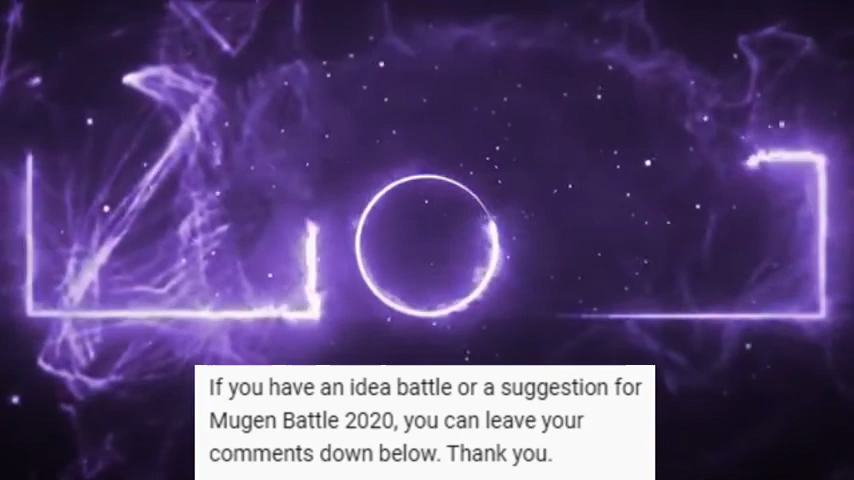 If you have an idea battle or a suggestion for
Mugen Battle 2020, you can leave your
comments down below. Thank you.